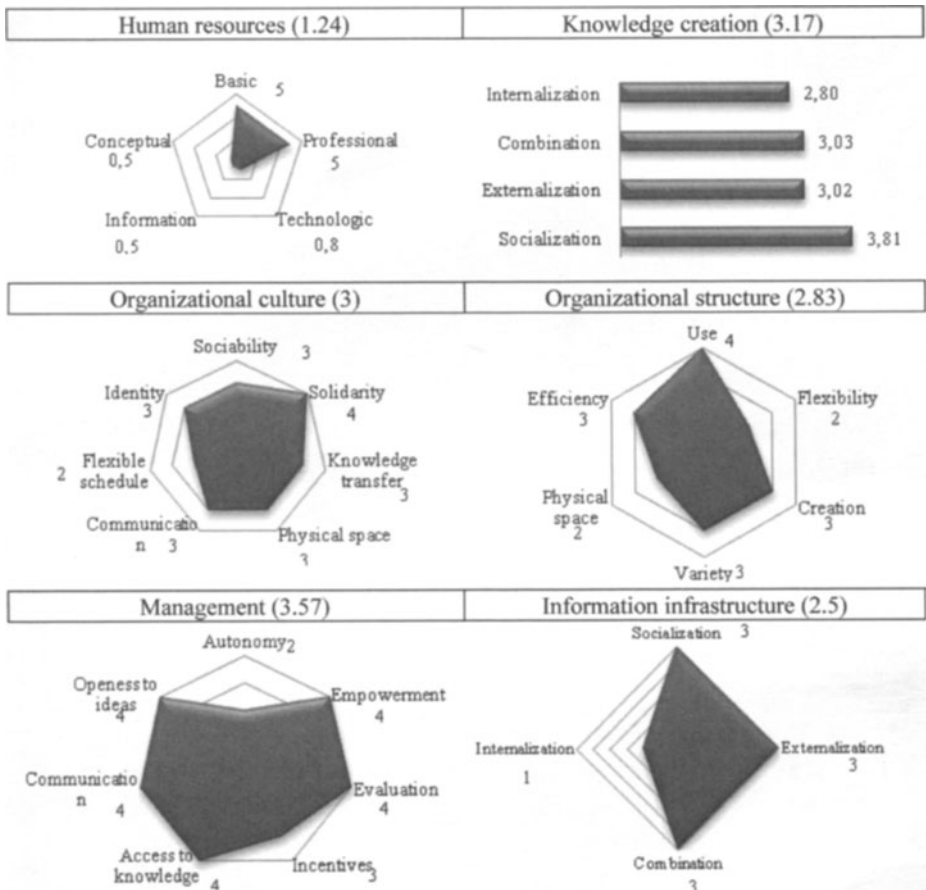 Human resources (1.24)
Basic 5
Conceptual
0,5
Professional
5
Information
0.5
Technologic
0,8
Knowledge creation (3.17)
Internalization 2,80
Combination 3,03
Externalization 3,02
Socialization 3,81
Organizational culture (3)
Sociability 3
Identity
3
Solidarity
4
2 Flexible
schedule
Knowledge
transfer
3
Communicatio
n 3
Physical space
3
Organizational structure (2.83)
Use
4
Efficiency
3
Flexibility
2
Physical
space
2
Creation
3
Variety 3
Management (3.57)
Autonomy 2
Openess to
ideas
4
Empowerment
4
Communicatio
n
4
Evaluation
4
Access to
knowledge
4
Incentives 3
Information infrastructure (2.5)
Socialization 3
Internalization
1
Externalization
3
Combination
3